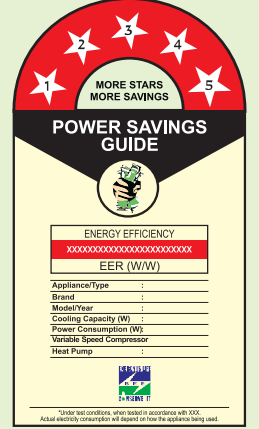 1 2 3 4 5
MORE STARS
MORE SAVINGS
POWER SAVINGS
GUIDE
ENERGY EFFICIENCY
XXXXXXXXXXXXXXXXXXXXXXXX
EER (W/W)
Appliance/Type :
Brand :
Model/Year :
Cooling Capacity (W) :
Power Consumption (W):
Variable Speed Compressor
Heat Pump :
BEE
*Under test conditions, when tested in accordance with XXX.
Actual electricity consumption will depend on how the appliance being used.